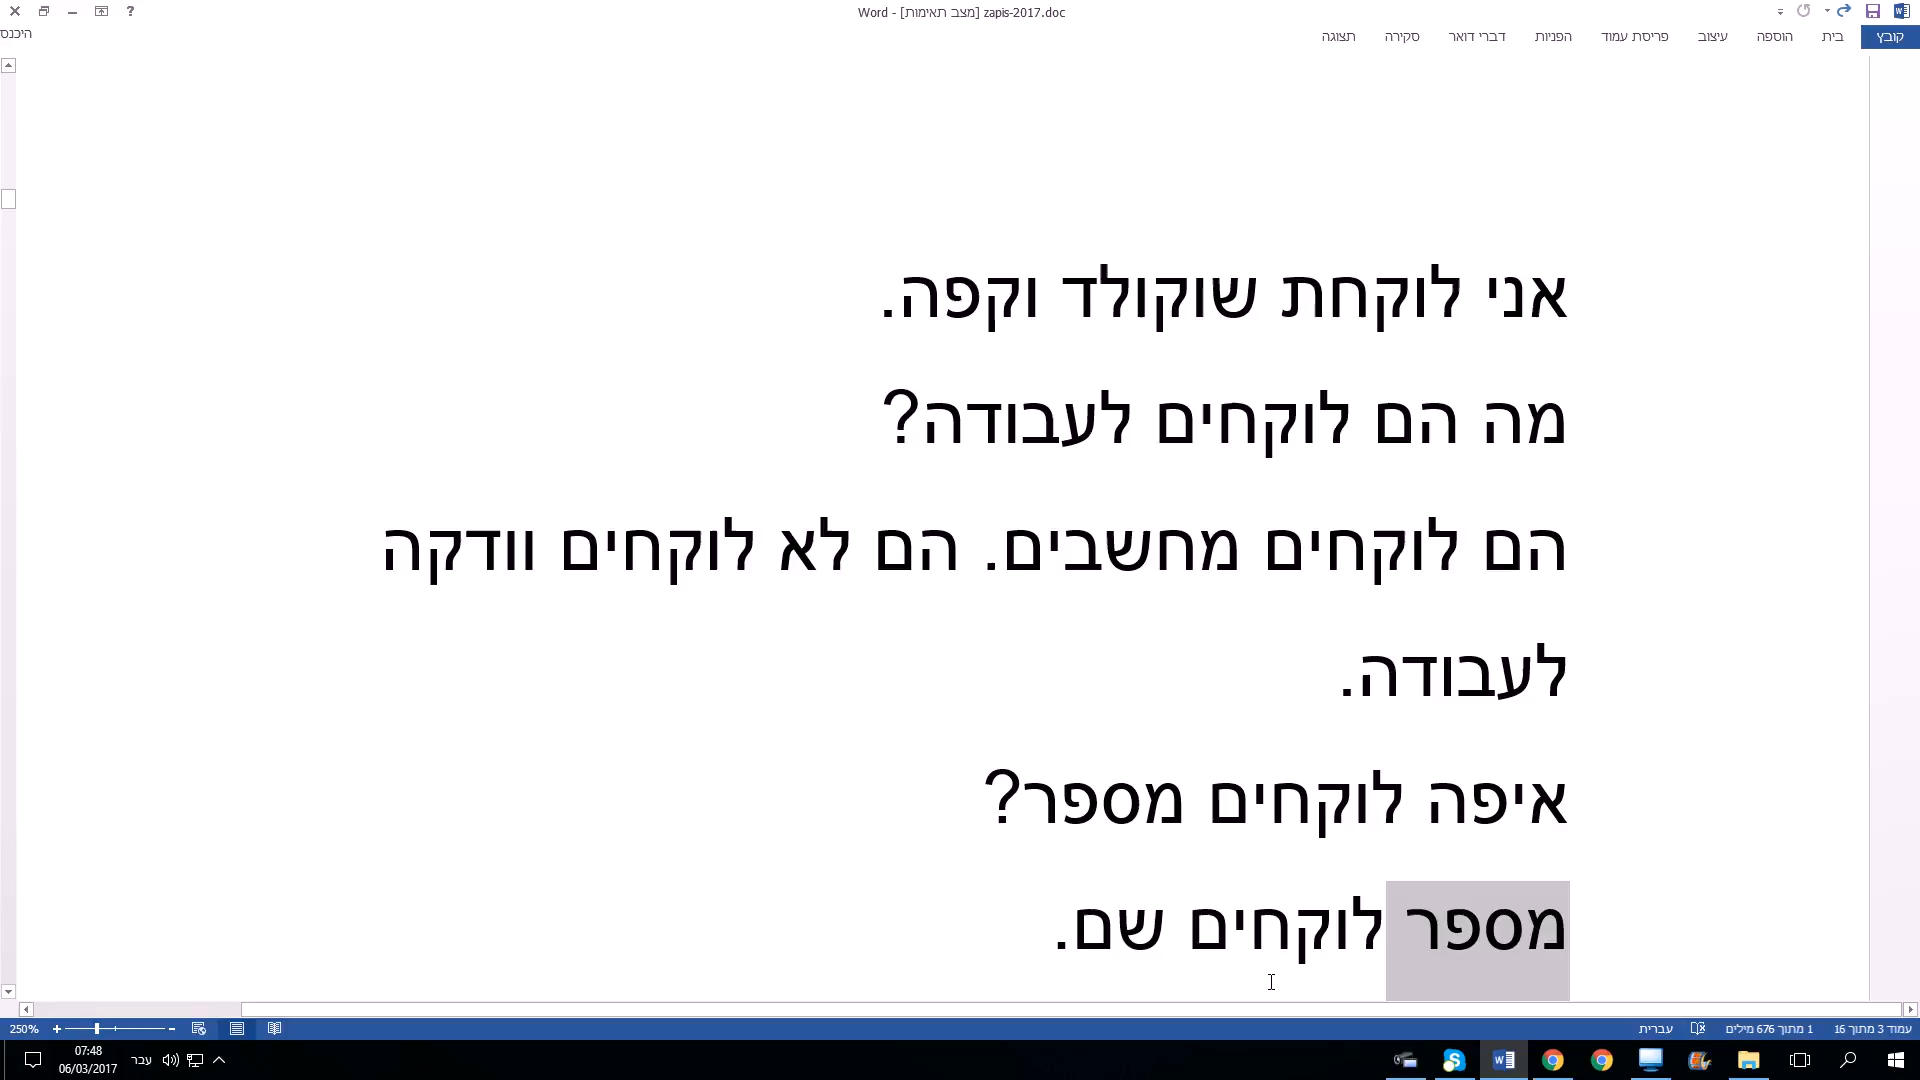 zapis-2017.doc [מצב תאימות] - Word
היכנס
קובץ
בית
הוספה
עיצוב
פריסת עמוד
הפניות
דברי דואר
סקירה
תצוגה
אני לוקחת שוקולד וקפה.
מה הם לוקחים לעבודה?
הם לוקחים מחשבים. הם לא לוקחים וודקה
לעבודה.
איפה לוקחים מספר?
מספר לוקחים שם.
עמוד 3 מתוך 16
1 מתוך 676 מילים
עברית
250%
עבר
07:48
06/03/2017